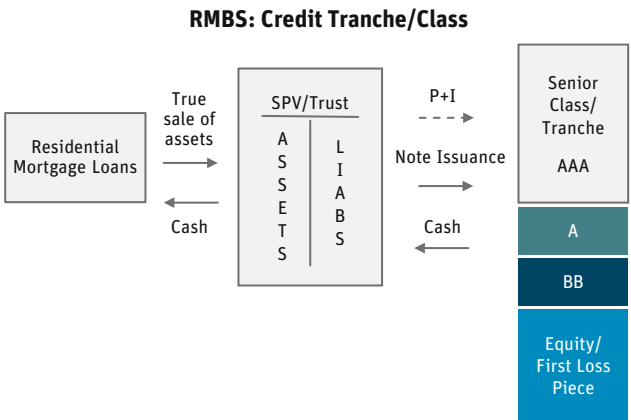 RMBS: Credit Tranche/Class
Residential
Mortgage Loans
True
sale of
assets
Cash
SPV/Trust
A
S
S
E
T
S
L
I
A
B
S
P+I
Note Issuance
Cash
Senior
Class/
Tranche
AAA
A
BB
Equity/
First Loss
Piece